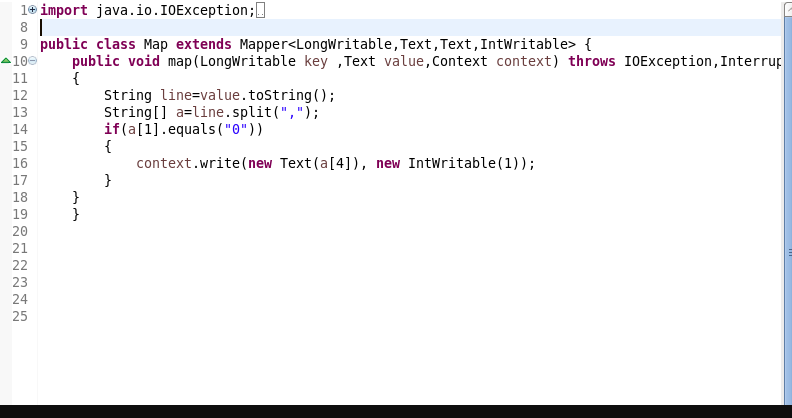 1 import java.io.IOException;
8
9 public class Map extends Mapper<LongWritable,Text,Text,IntWritable> {
10 public void map(LongWritable key ,Text value,Context context) throws IOException,Interrup
11 {
12 String line=value.toString();
13 String[] a=line.split(",");
14 if(a[1].equals("0"))
15 {
16 context.write(new Text(a[4]), new IntWritable(1));
17 }
18 }
19 }
20
21
22
23
24
25